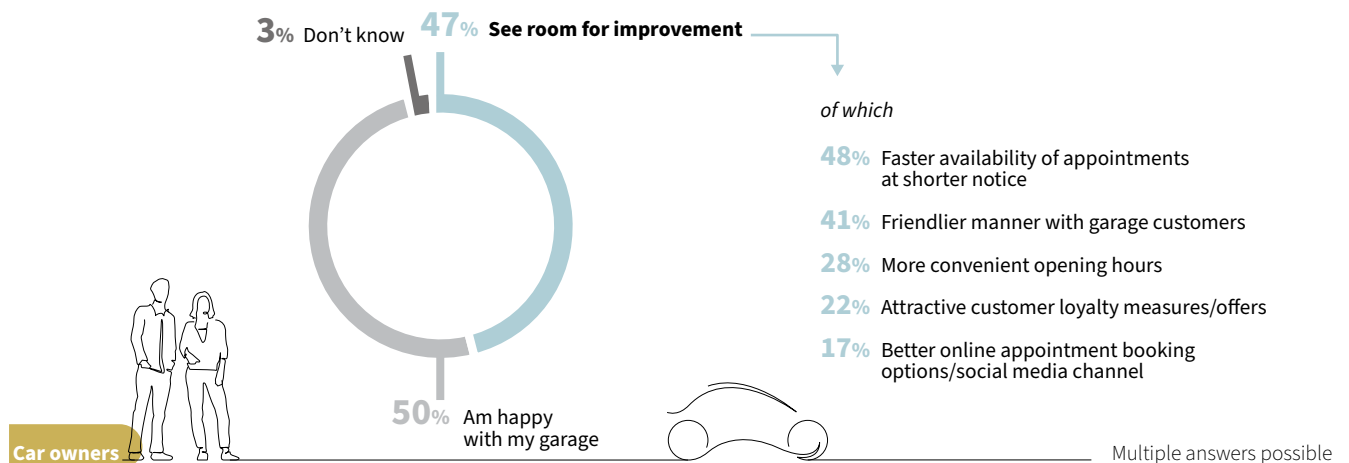 3% Don’t know
47% See room for improvement
of which
48% Faster availability of appointments
at shorter notice
41% Friendlier manner with garage customers
28% More convenient opening hours
22% Attractive customer loyalty measures/offers
17% Better online appointment booking
options/social media channel
50% Am happy
with my garage
Car owners
Multiple answers possible